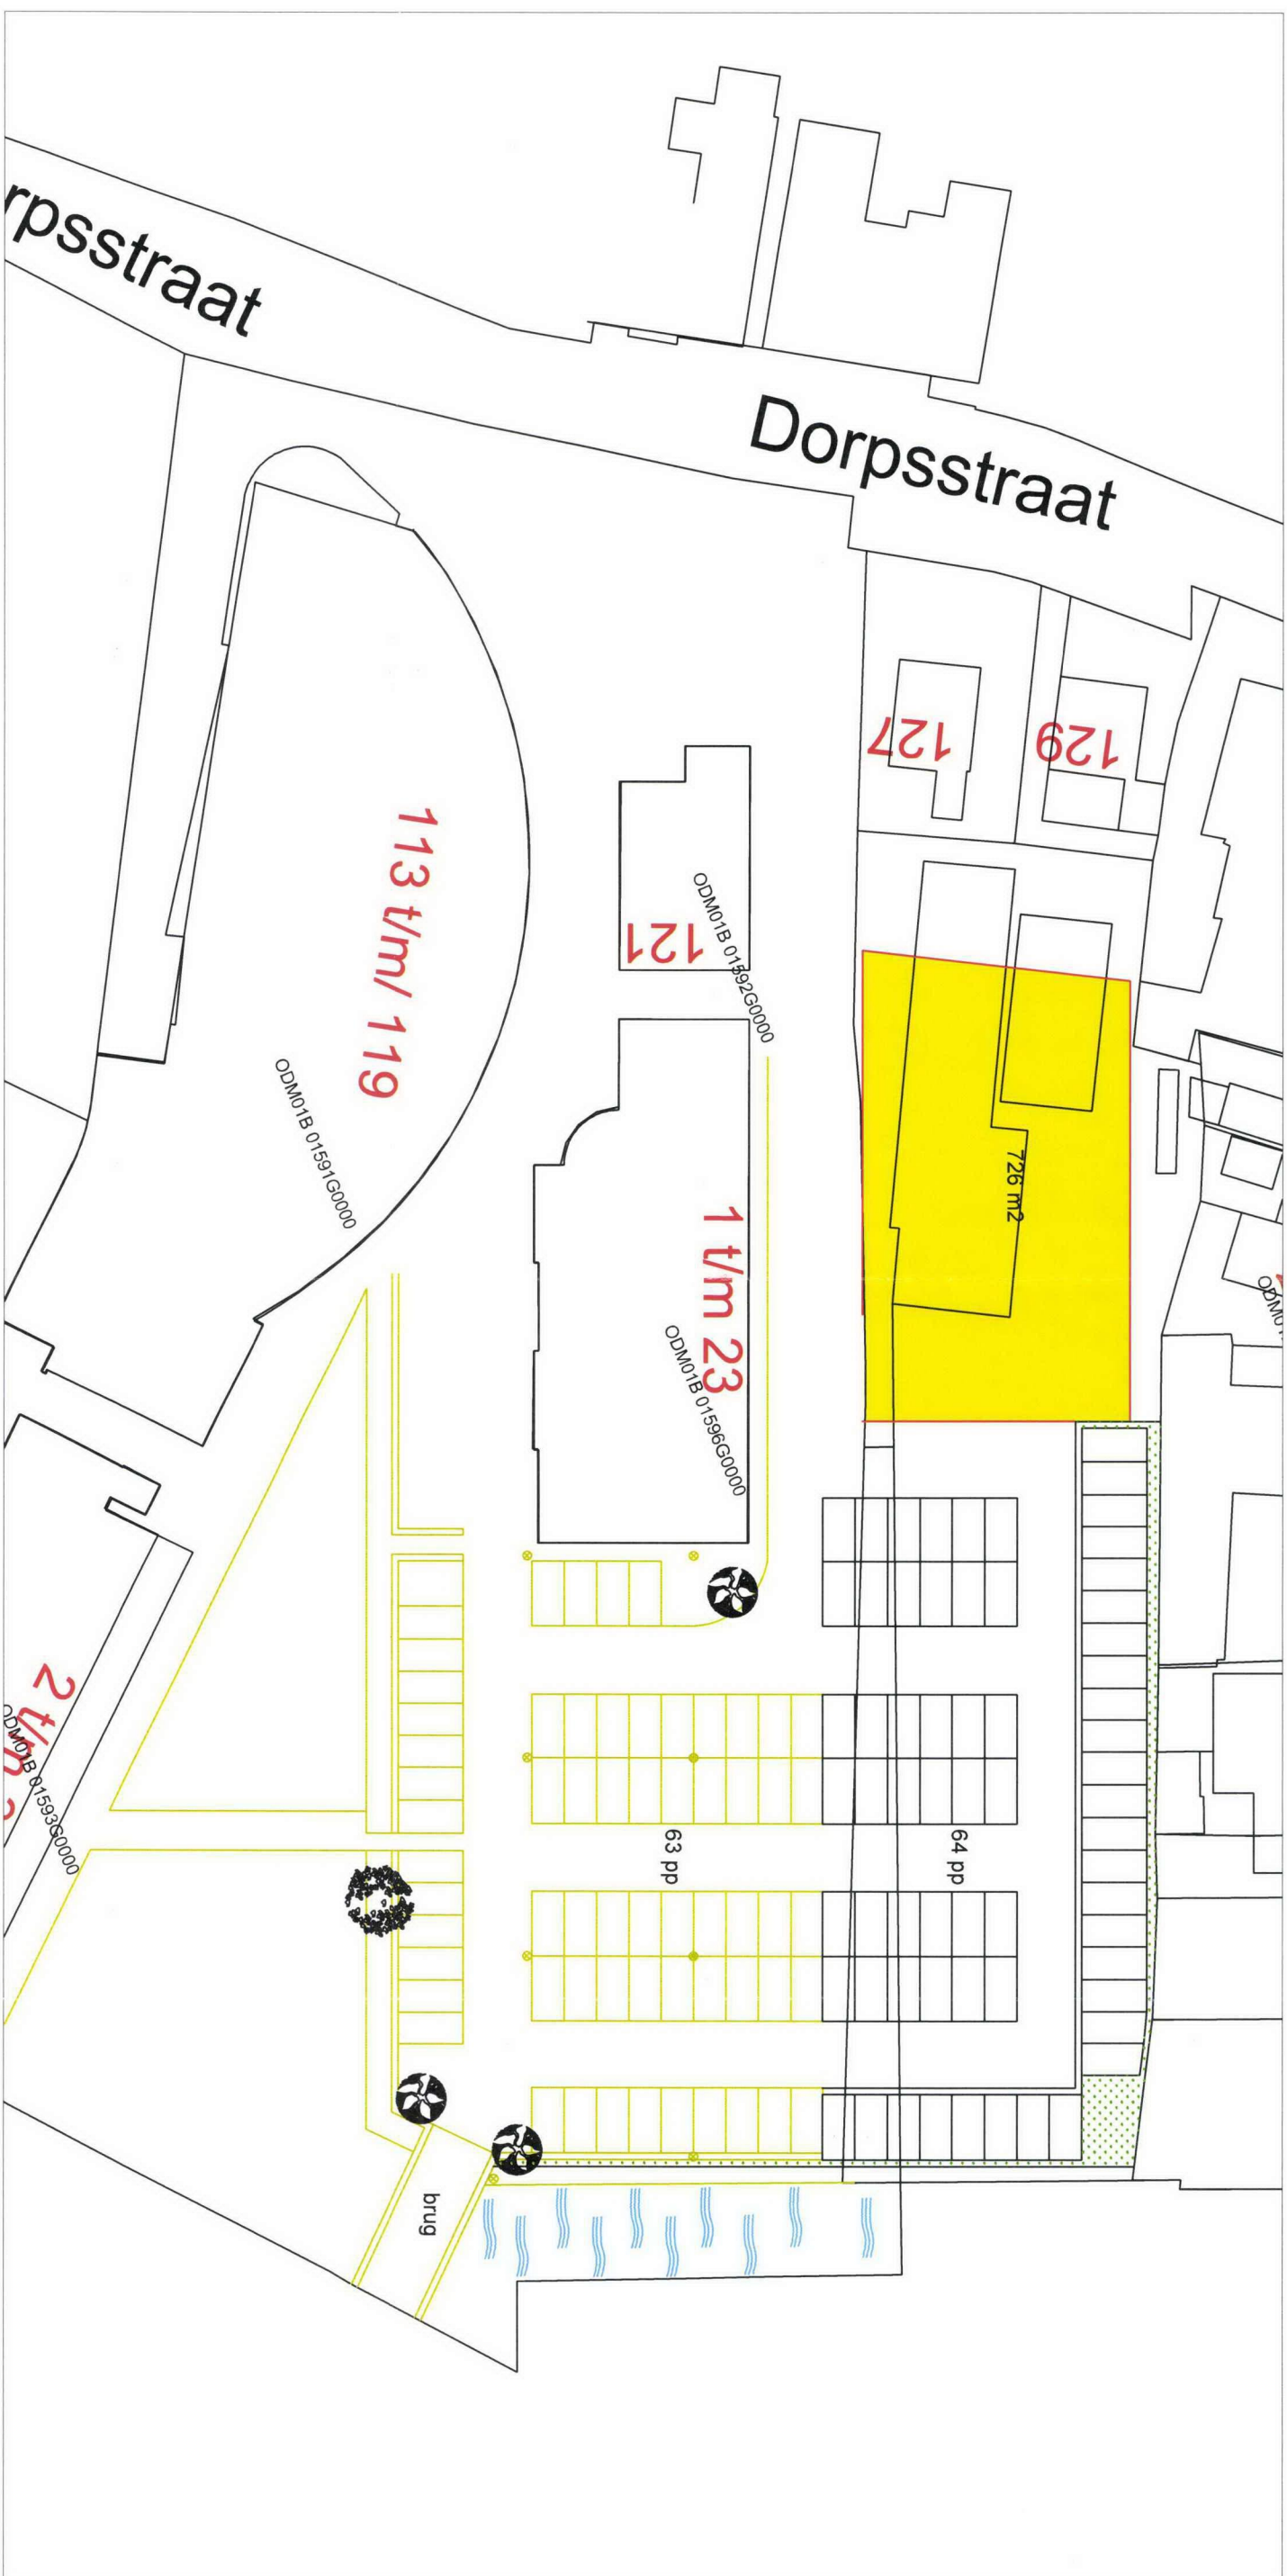 rpsstraat
Dorpsstraat
127
129
113 t/m/ 119
121
ODM01B 01592G0000
ODM01B 01591G0000
726 m2
1 t/m 23
ODM01B 01596G0000
2 t/m
ODM01B 01593G0000
63 pp
64 pp
brug